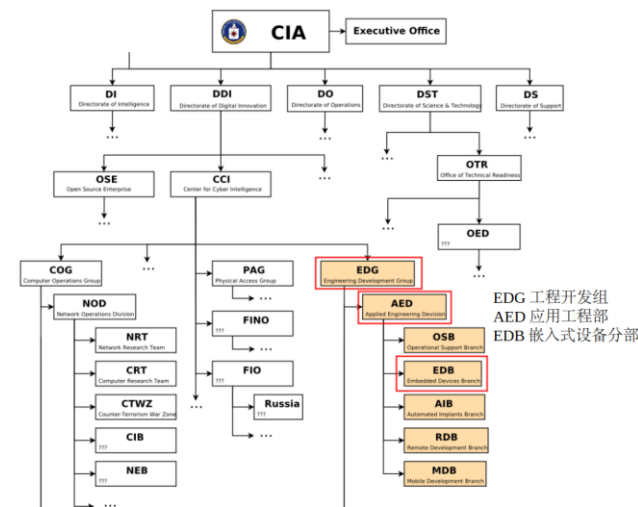 CIA
Executive Office
DI
Directorate of Intelligence
DDI
Directorate of Digital Innovation
DO
Directorate of Operations
DST
Directorate of Science & Technology
DS
Directorate of Support
...
...
...
...
OSE
Open Source Enterprise
CCI
Center for Cyber Intelligence
...
OTR
Office of Technical Readiness
...
...
OED
???
...
COG
Computer Operations Group
...
PAG
Physical Access Group
EDG
Engineering Development Group
...
NOD
Network Operations Division
...
FINO
???
AED
Applied Engineering Division
EDG 工程开发组
AED 应用工程部
EDB 嵌入式设备分部
NRT
Network Research Team
...
OSB
Operational Support Branch
CRT
Computer Research Team
FIO
???
EDB
Embedded Devices Branch
CTWZ
Counter-Terrorism War Zone
...
Russia
???
AIB
Automated Implants Branch
CIB
???
...
RDB
Remote Development Branch
NEB
???
MDB
Mobile Development Branch
...